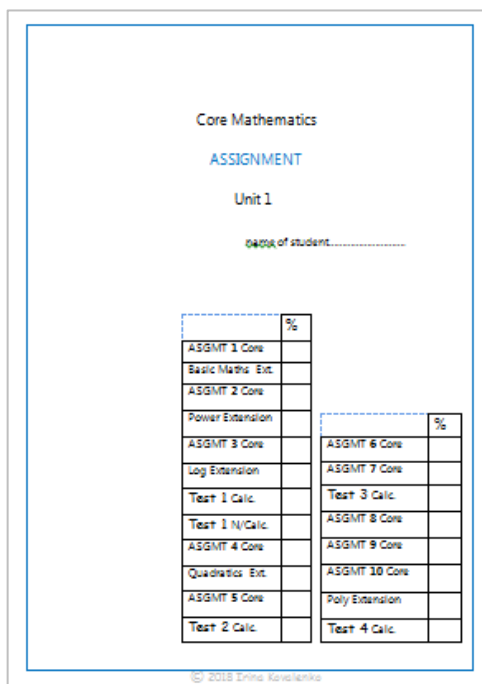 Core Mathematics
ASSIGNMENT
Unit 1
name of student............................
%
ASGMT 1 Core
Basic Maths Ext.
ASGMT 2 Core
Power Extension
ASGMT 3 Core
Log Extension
Test 1 Calc.
Test 1 N/Calc.
ASGMT 4 Core
Quadratics Ext.
ASGMT 5 Core
Test 2 Calc.
%
ASGMT 6 Core
ASGMT 7 Core
Test 3 Calc.
ASGMT 8 Core
ASGMT 9 Core
ASGMT 10 Core
Poly Extension
Test 4 Calc.
© 2018 Irina Kovalenko